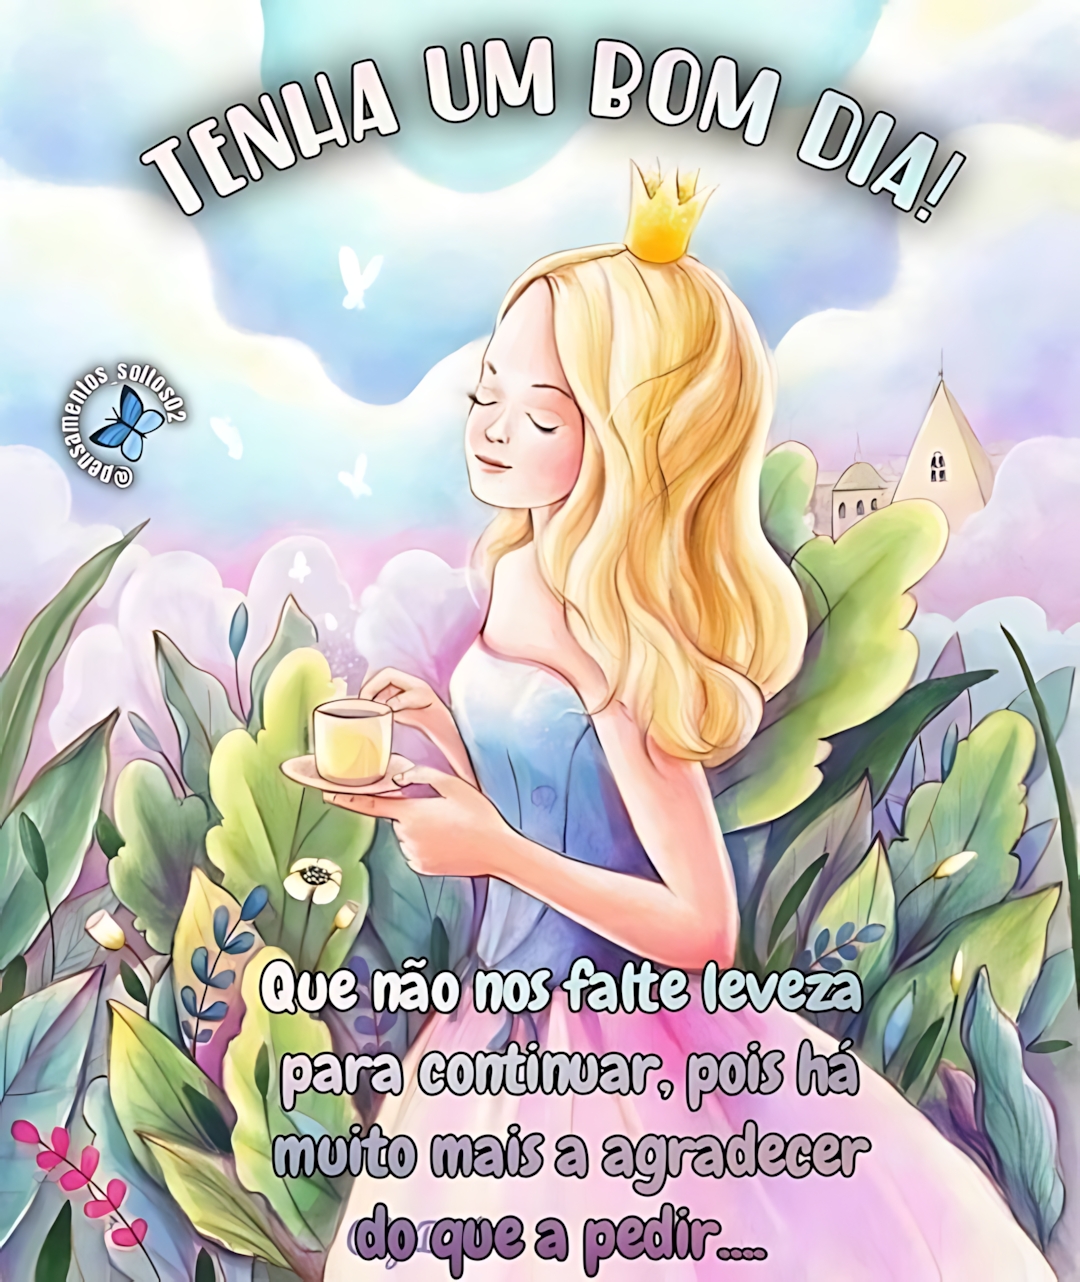 TENHA UM BOM DIA!
@pensamentos_soltos02
Que não nos falte leveza
para continuar, pois há
muito mais a agradecer
do que a pedir....